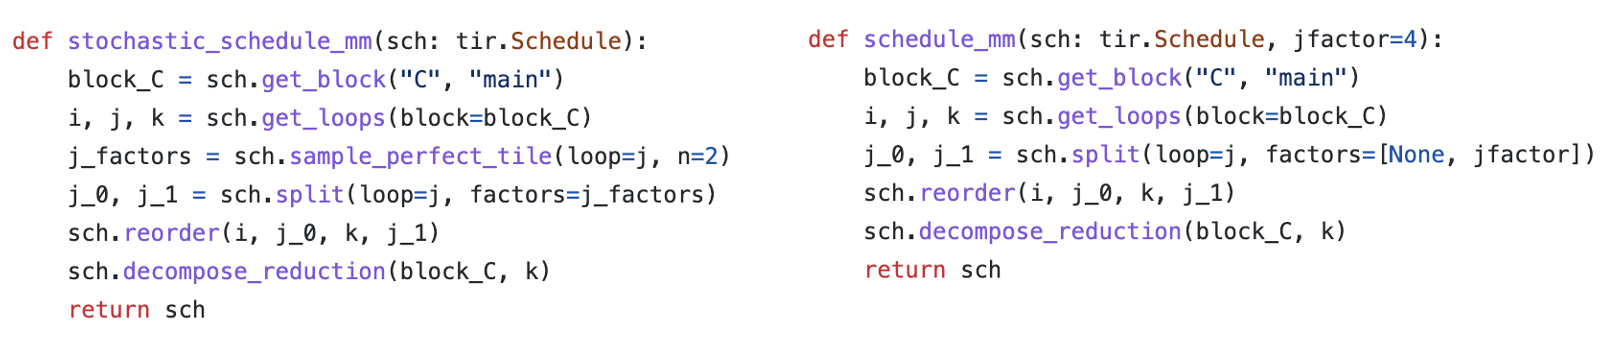 def stochastic_schedule_mm(sch: tir.Schedule):
    block_C = sch.get_block("C", "main")
    i, j, k = sch.get_loops(block=block_C)
    j_factors = sch.sample_perfect_tile(loop=j, n=2)
    j_0, j_1 = sch.split(loop=j, factors=j_factors)
    sch.reorder(i, j_0, k, j_1)
    sch.decompose_reduction(block_C, k)
    return sch
def schedule_mm(sch: tir.Schedule, jfactor=4):
    block_C = sch.get_block("C", "main")
    i, j, k = sch.get_loops(block=block_C)
    j_0, j_1 = sch.split(loop=j, factors=[None, jfactor])
    sch.reorder(i, j_0, k, j_1)
    sch.decompose_reduction(block_C, k)
    return sch